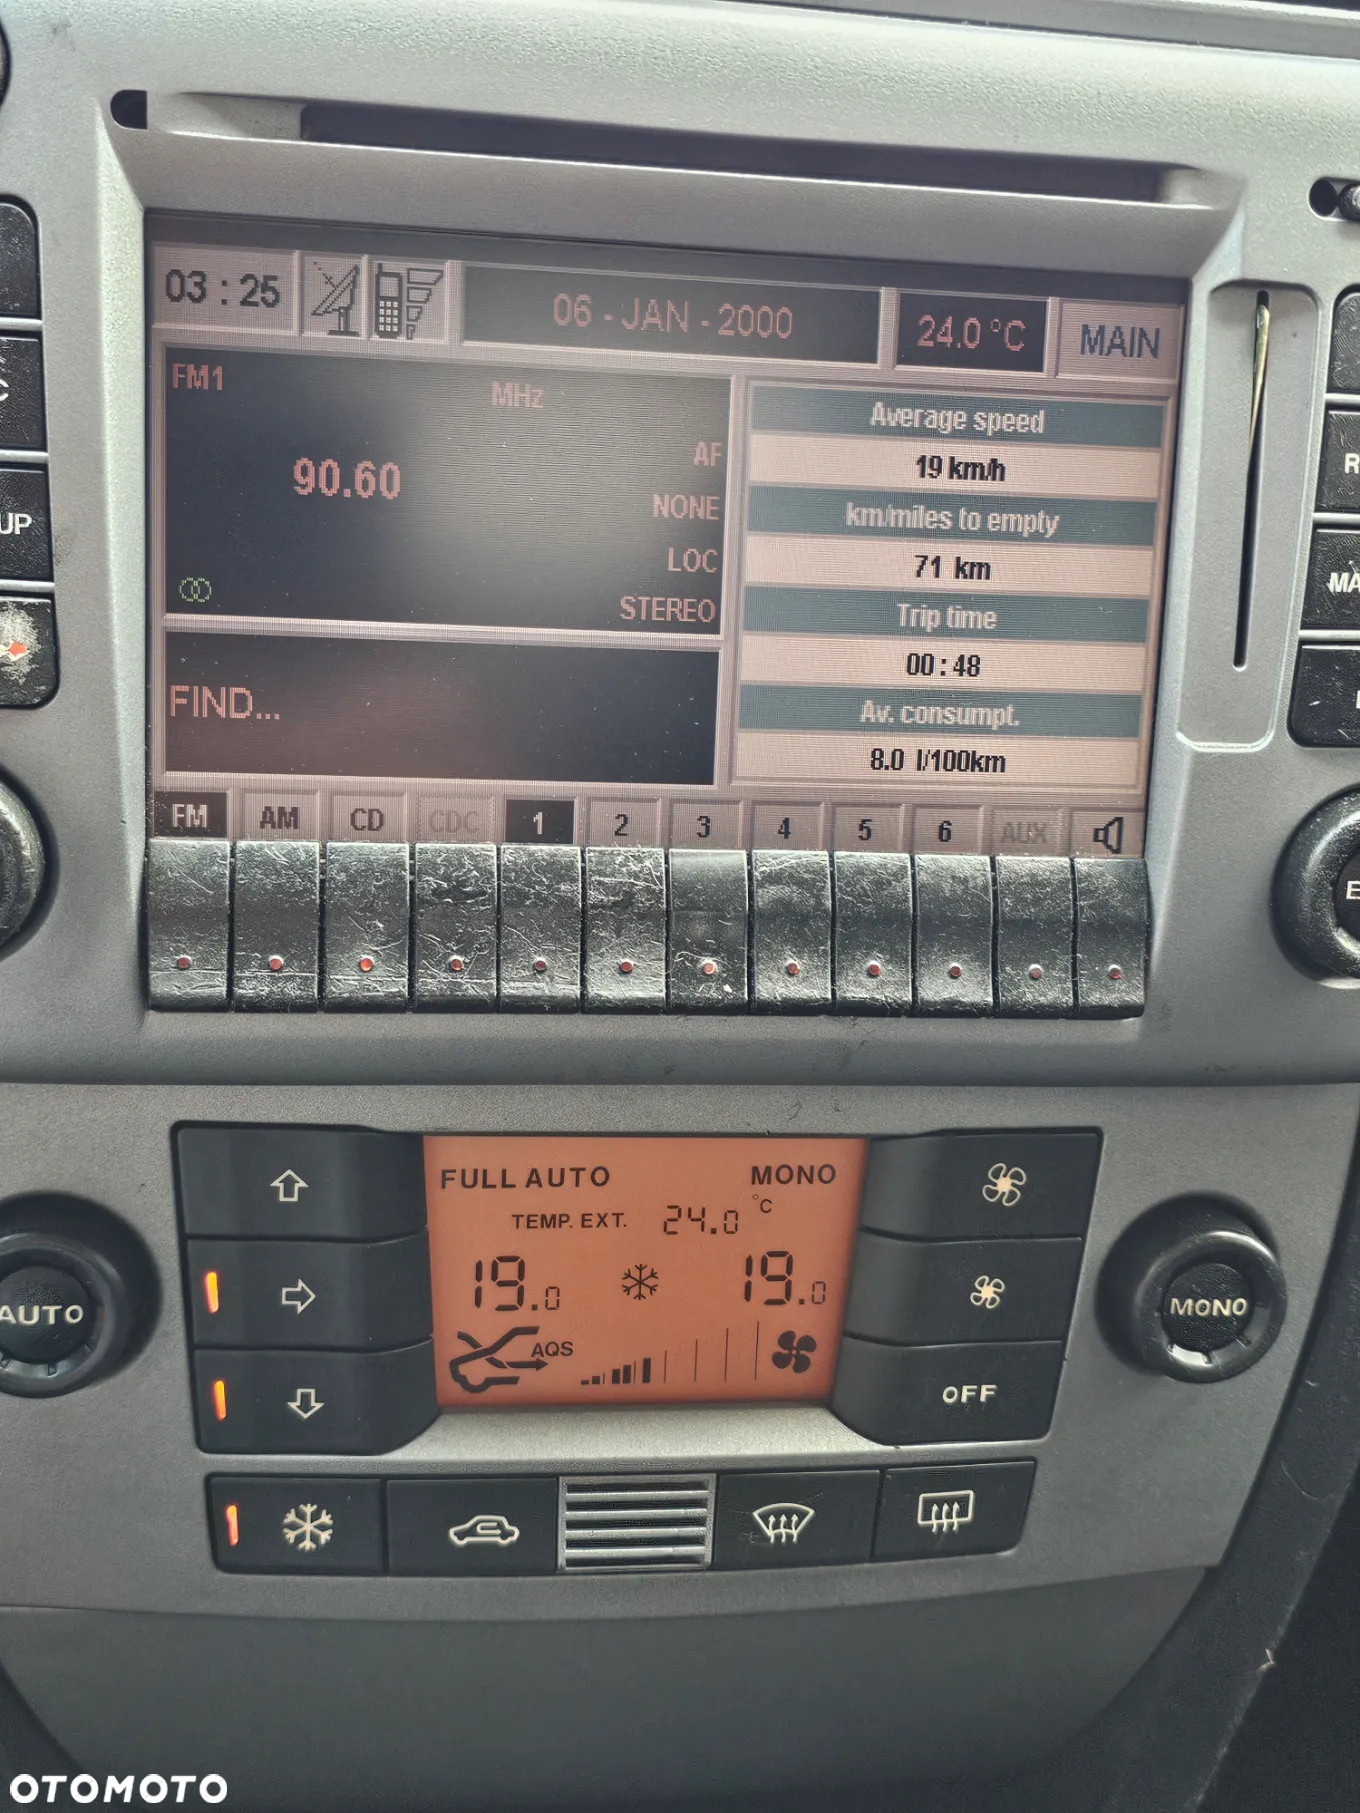 03 : 25
06 - JAN - 2000
24.0 °C
MAIN
FM1
MHz
90.60
AF
NONE
LOC
STEREO
FIND...
Average speed
19 km/h
km/miles to empty
71 km
Trip time
00 : 48
Av. consumpt.
8.0 l/100km
FM
AM
CD
CDC
1
2
3
4
5
6
AUX
UP
FULL AUTO
MONO
TEMP. EXT. 24.0 °C
19.0
19.0
AQS
AUTO
MONO
OFF
OTOMOTO